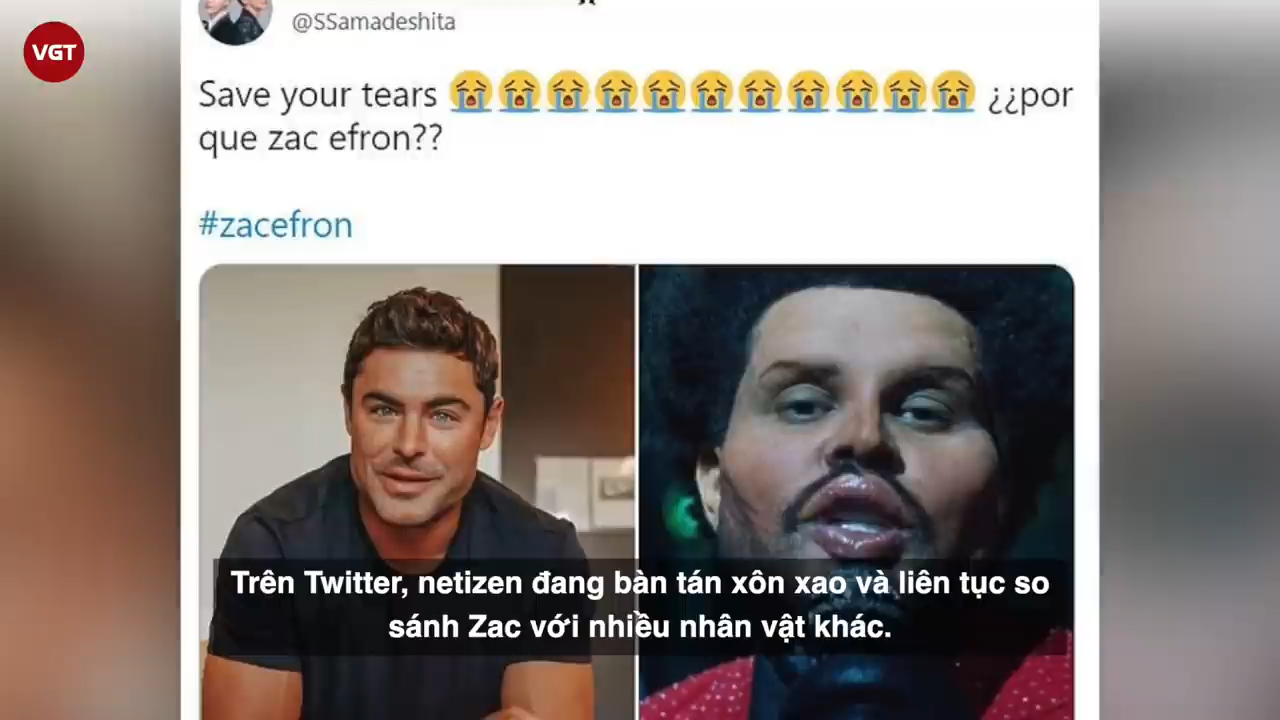 VGT
@SSamadeshita
Save your tears 😭😭😭😭😭😭😭😭😭😭😭 ¿¿por
que zac efron??
#zacefron
Trên Twitter, netizen đang bàn tán xôn xao và liên tục so
sánh Zac với nhiều nhân vật khác.